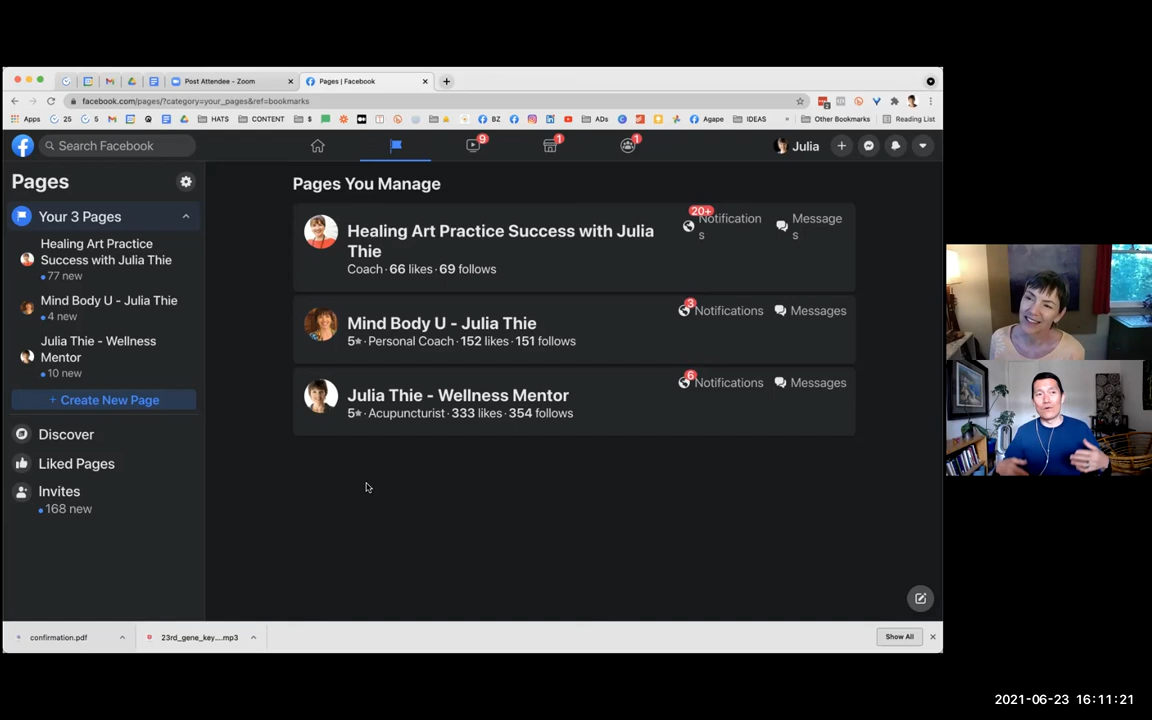 Post Attendee - Zoom
Pages | Facebook
facebook.com/pages/?category=your_pages&ref=bookmarks
Apps
25
5
HATS
CONTENT
$
BZ
ADs
Agape
IDEAS
Other Bookmarks
Reading List
Search Facebook
9
1
1
Julia
Pages
Your 3 Pages
Healing Art Practice
Success with Julia Thie
77 new
Mind Body U - Julia Thie
4 new
Julia Thie - Wellness
Mentor
10 new
+ Create New Page
Discover
Liked Pages
Invites
168 new
Pages You Manage
Healing Art Practice Success with Julia
Thie
Coach · 66 likes · 69 follows
20+
Notification
s
Message
s
Mind Body U - Julia Thie
5★ · Personal Coach · 152 likes · 151 follows
3
Notifications
Messages
Julia Thie - Wellness Mentor
5★ · Acupuncturist · 333 likes · 354 follows
6
Notifications
Messages
confirmation.pdf
23rd_gene_key....mp3
Show All
2021-06-23 16:11:21